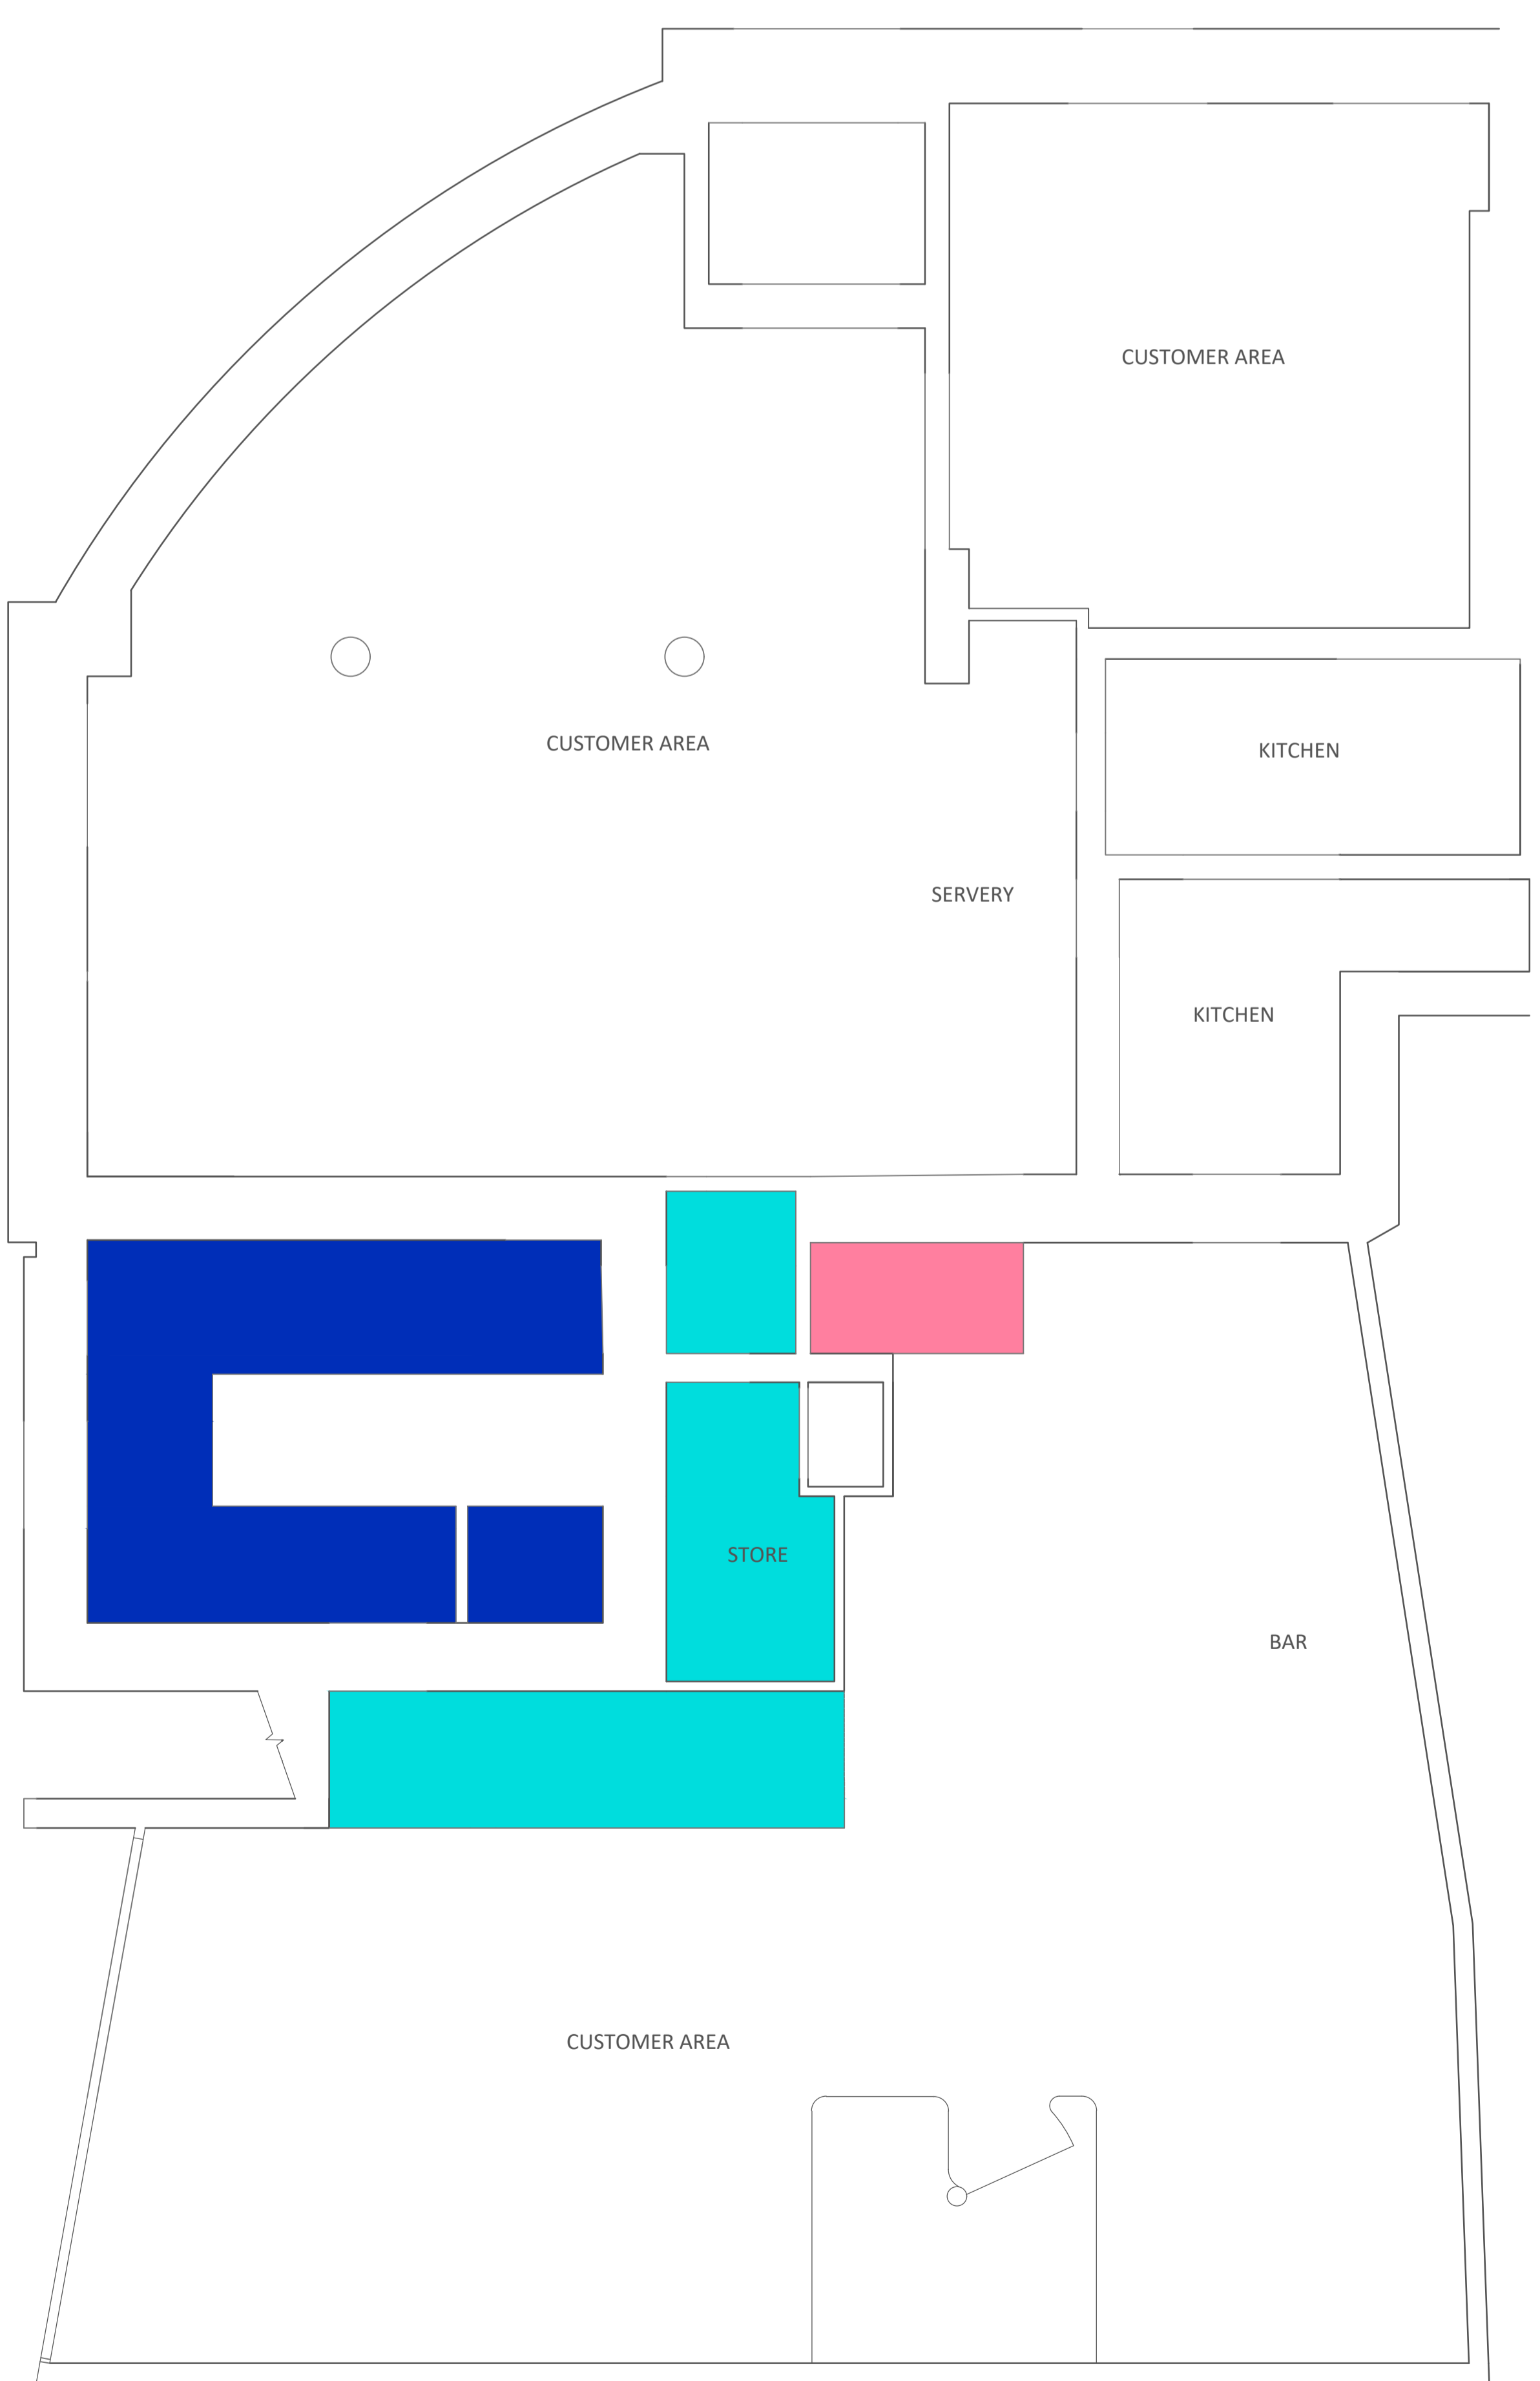 CUSTOMER AREA
CUSTOMER AREA
KITCHEN
SERVERY
KITCHEN
STORE
BAR
CUSTOMER AREA